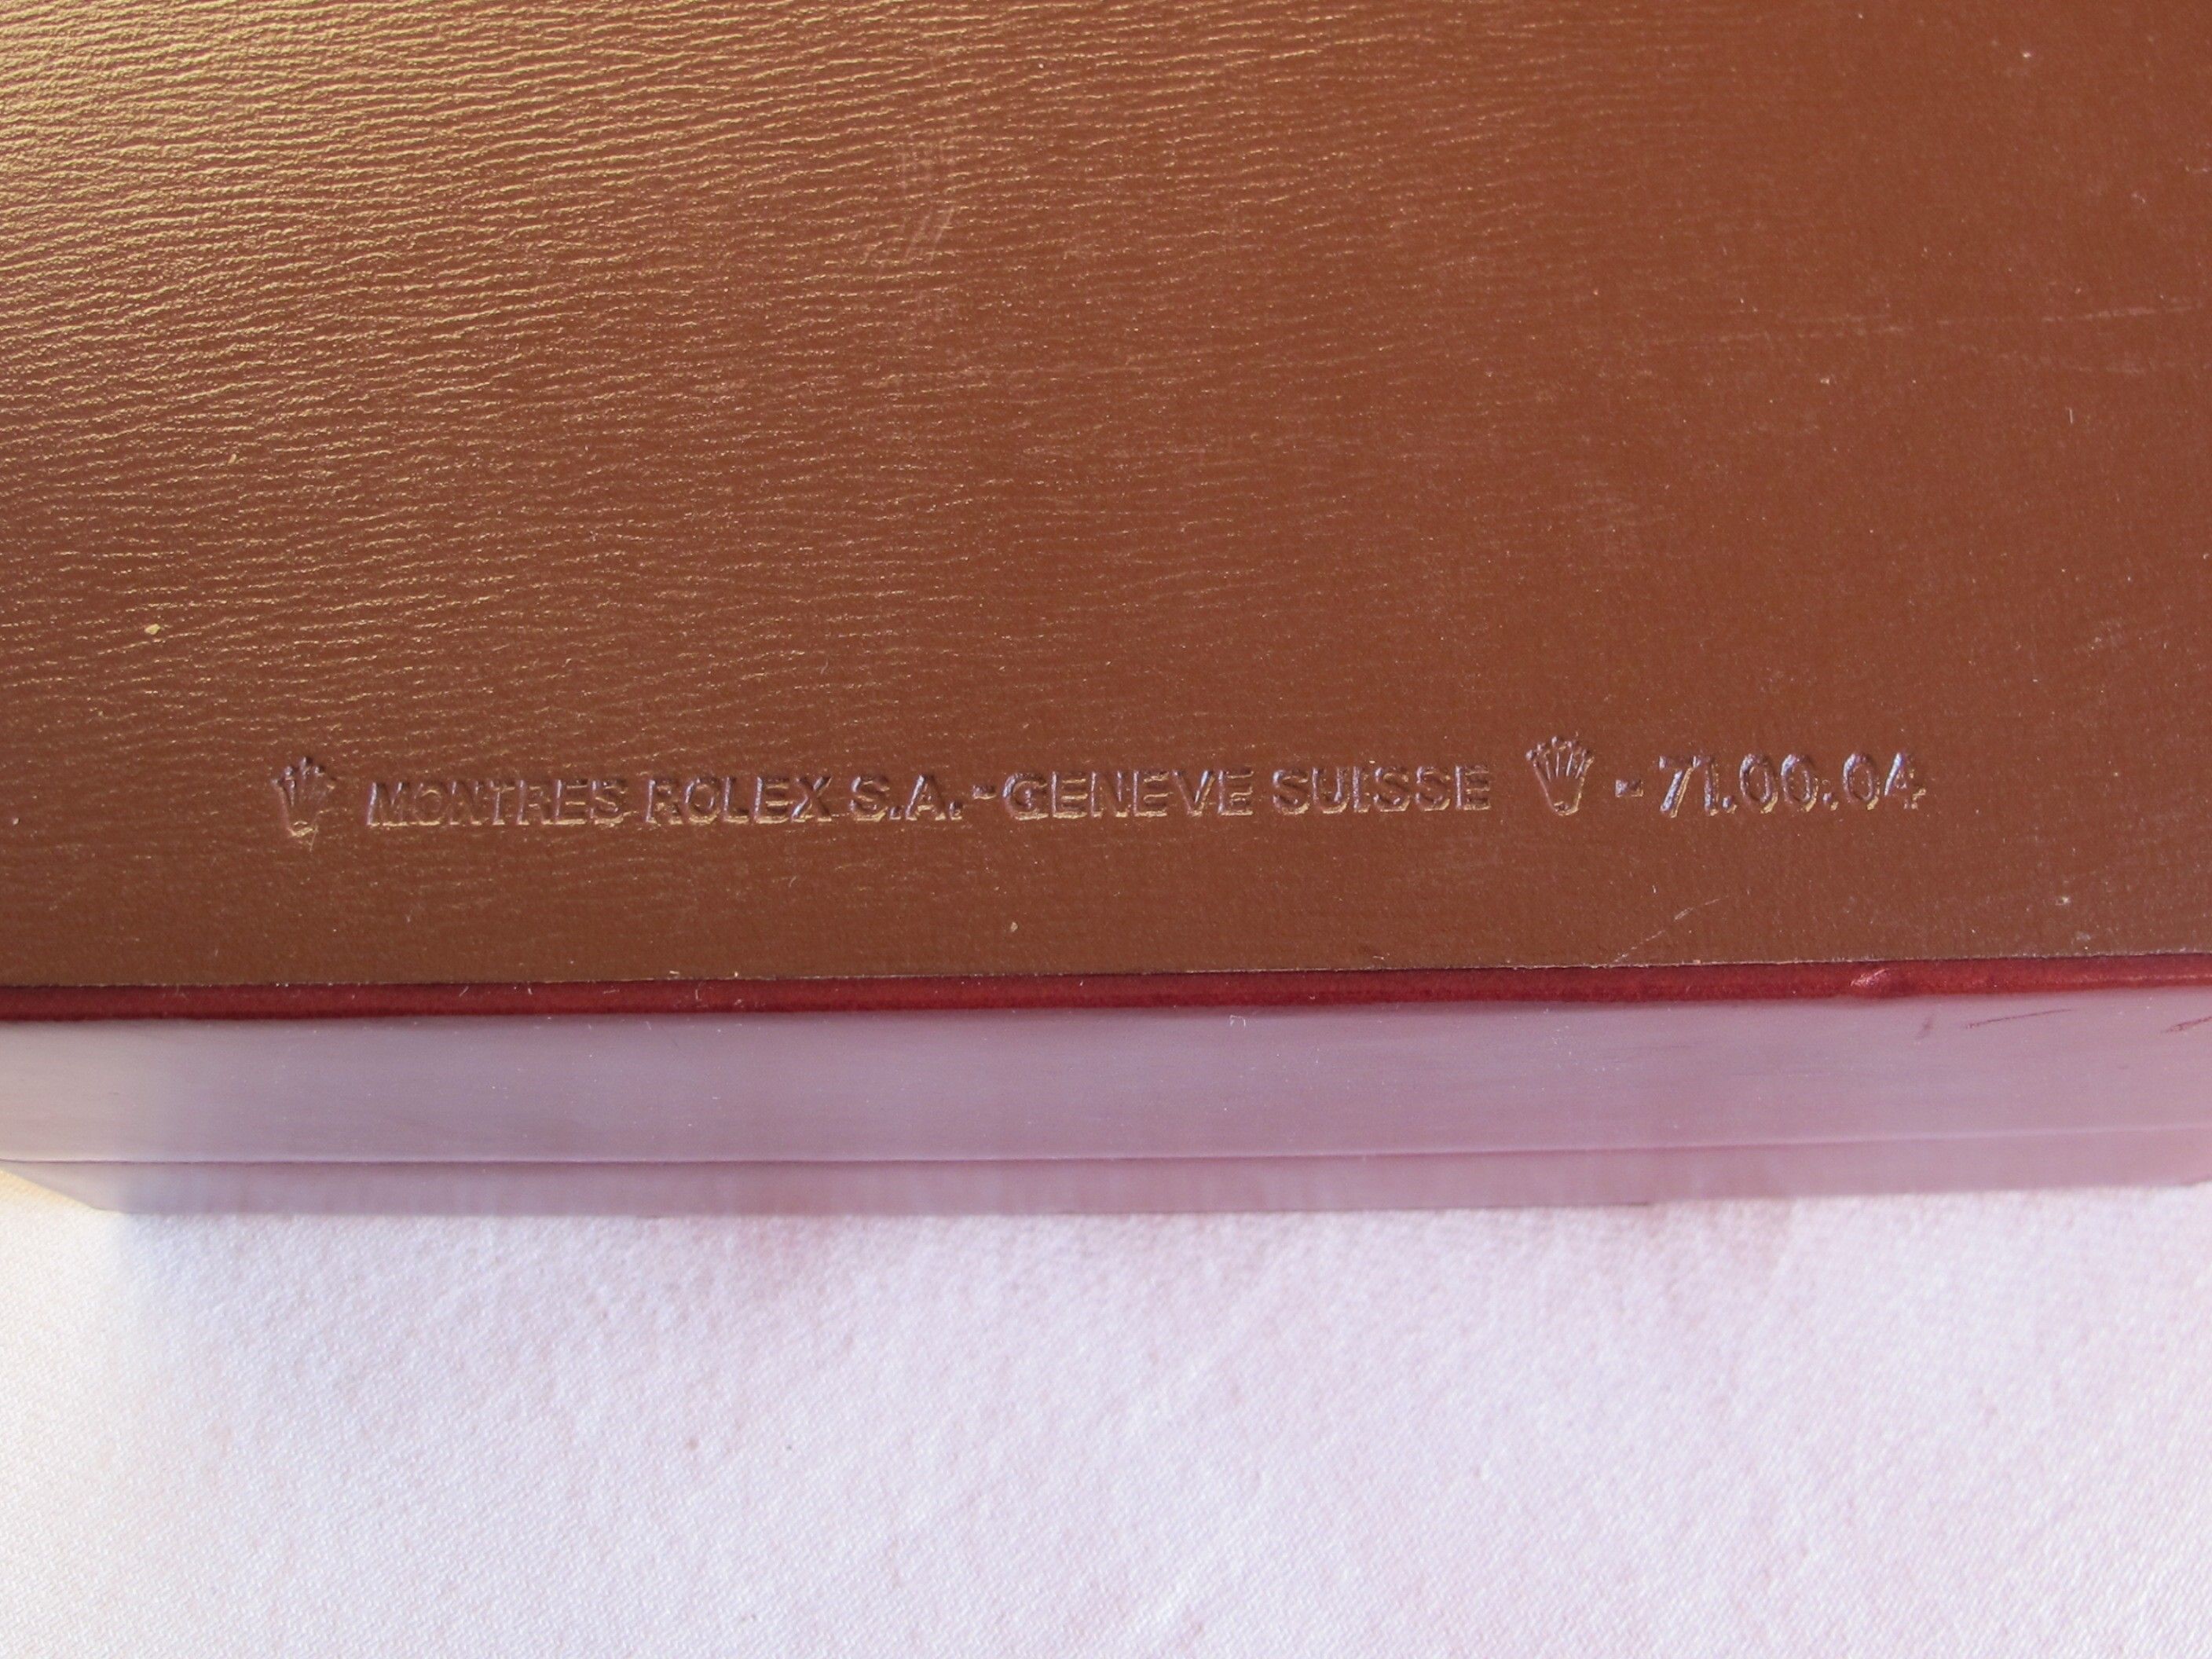 MONTRES ROLEX S.A.-GENEVE SUISSE - 71.00.04